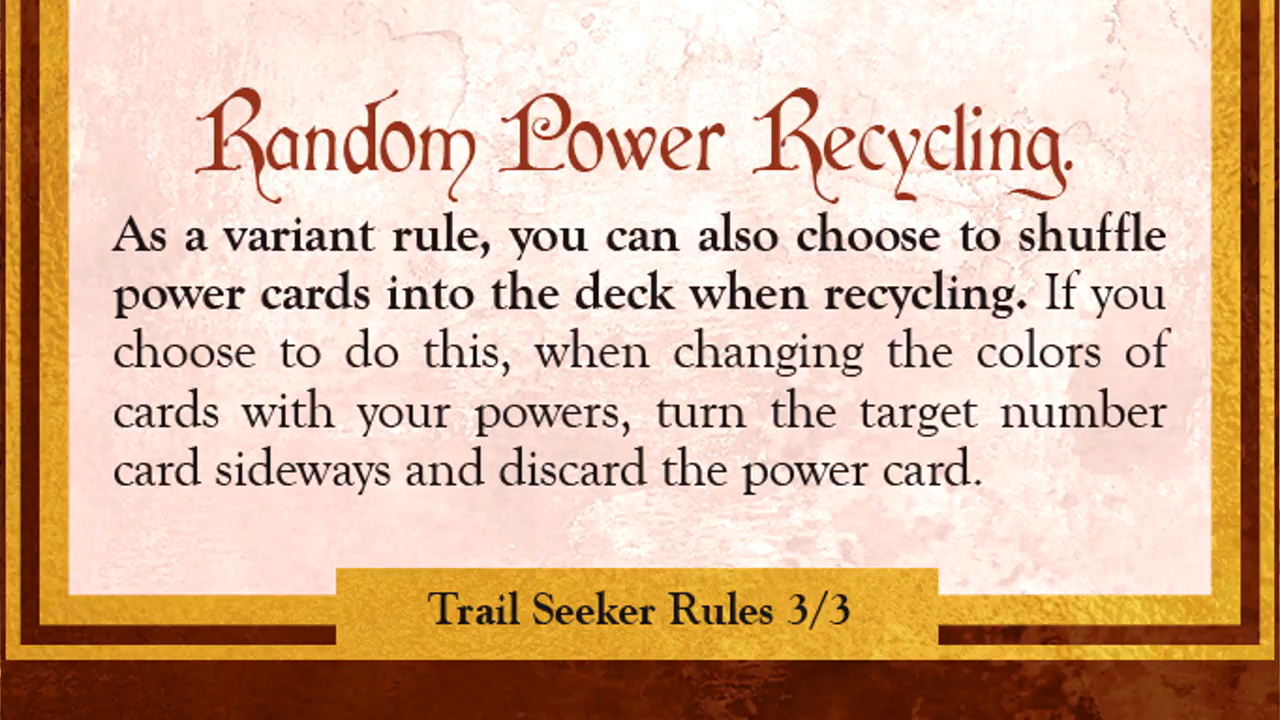 Random Power Recycling.
As a variant rule, you can also choose to shuffle
power cards into the deck when recycling. If you
choose to do this, when changing the colors of
cards with your powers, turn the target number
card sideways and discard the power card.
Trail Seeker Rules 3/3